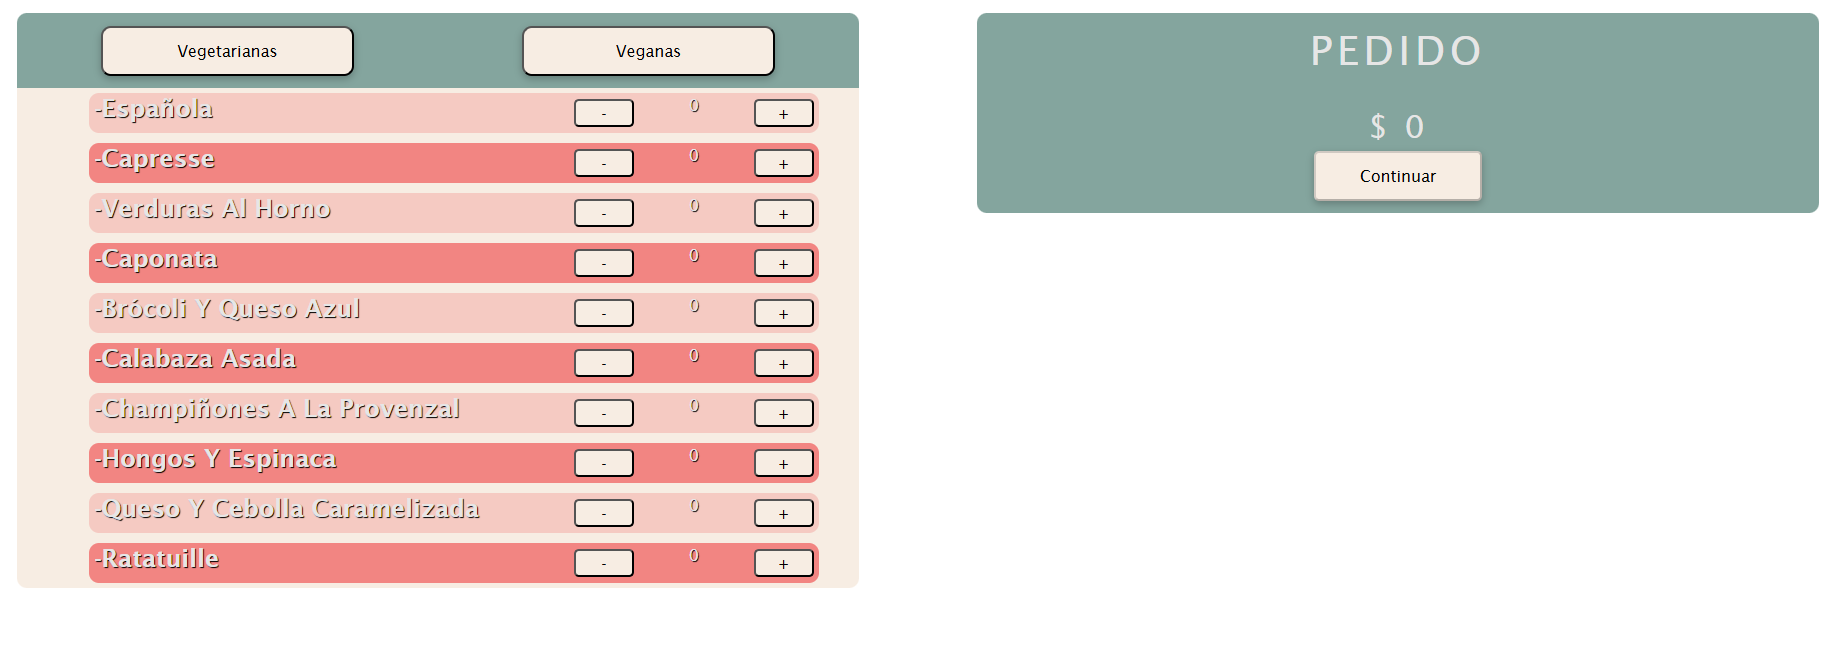 Vegetarianas Veganas
-Española - 0 +
-Capresse - 0 +
-Verduras Al Horno - 0 +
-Caponata - 0 +
-Brócoli Y Queso Azul - 0 +
-Calabaza Asada - 0 +
-Champiñones A La Provenzal - 0 +
-Hongos Y Espinaca - 0 +
-Queso Y Cebolla Caramelizada - 0 +
-Ratatuille - 0 +
PEDIDO
$ 0
Continuar